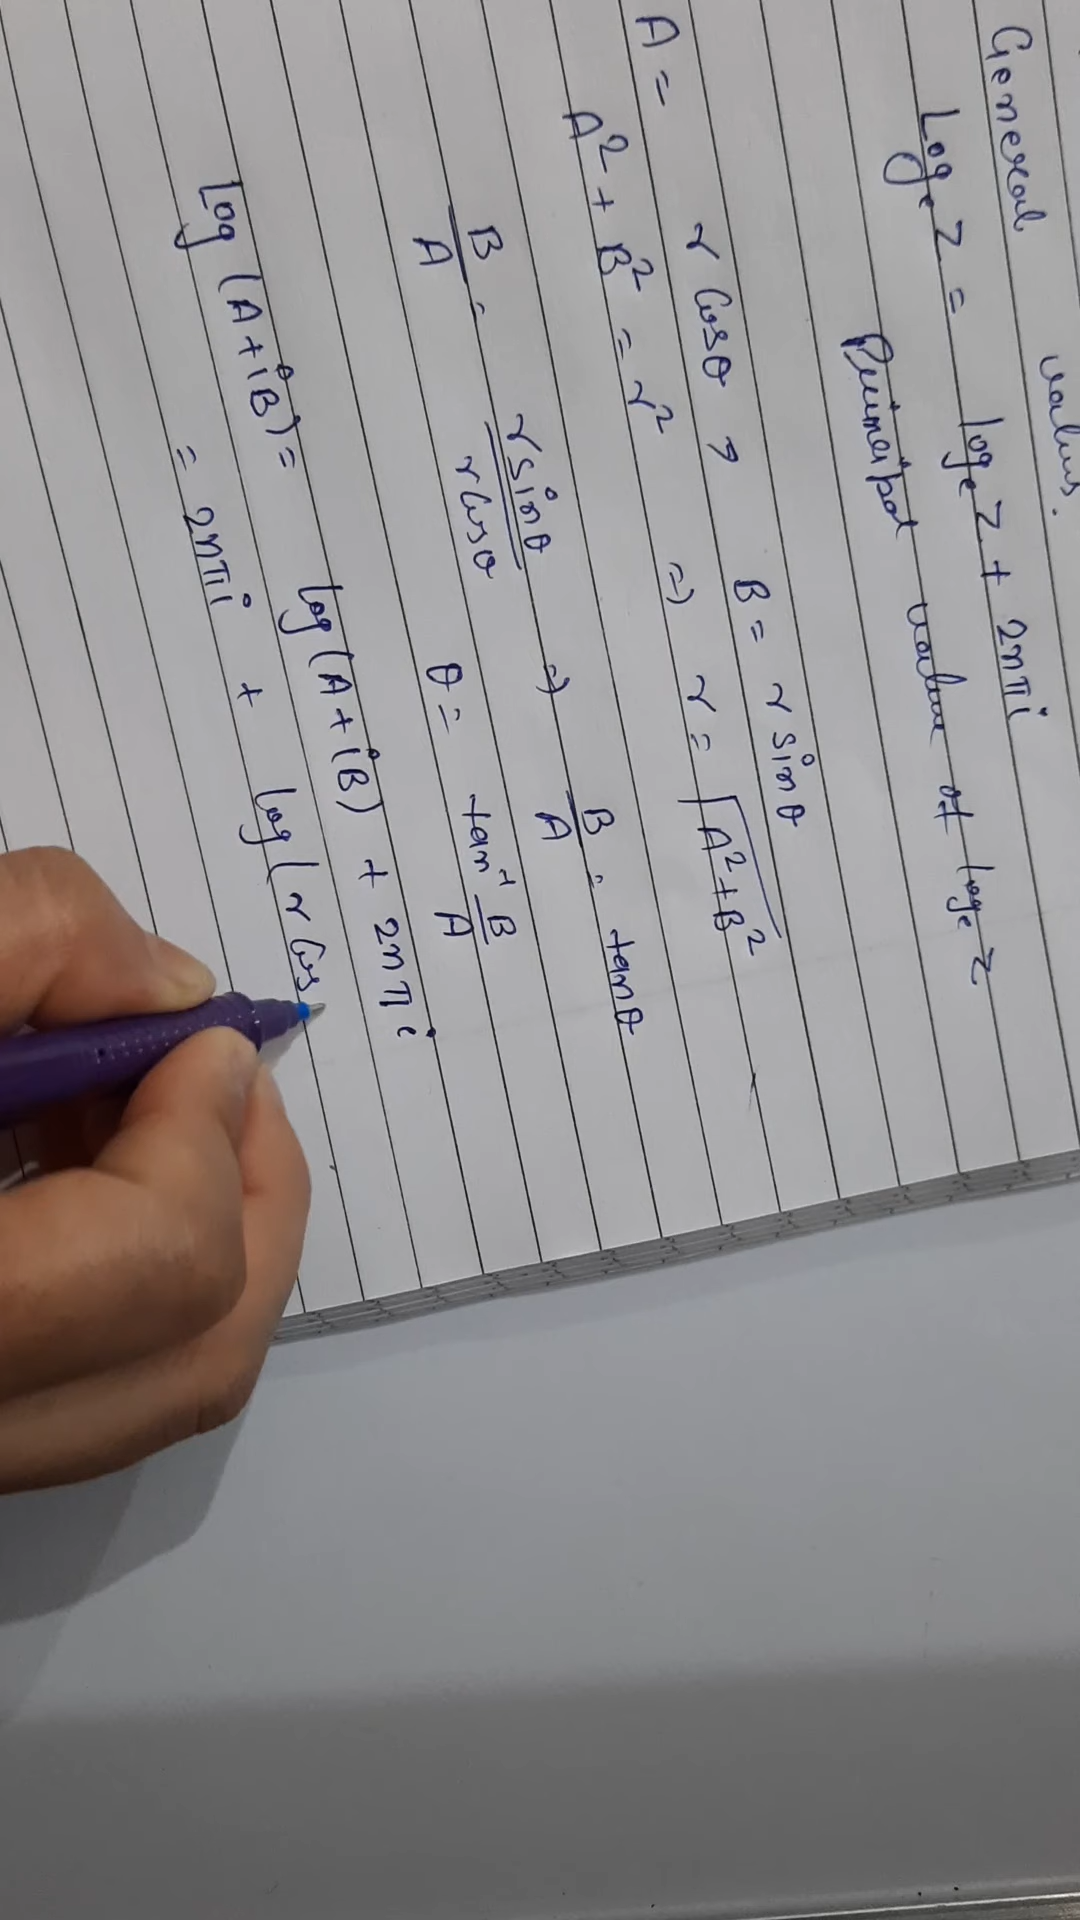 General values.
Loge Z = loge Z + 2nπi
Principal value of loge Z
A = r Cosθ , B = r sinθ
A² + B² = r² => r = √A²+B²
B/A = r sinθ/r Cosθ => B/A = tanθ
θ = tan⁻¹ B/A
Log (A+iB) = log (A+iB) + 2nπi
= 2nπi + log (r Cos